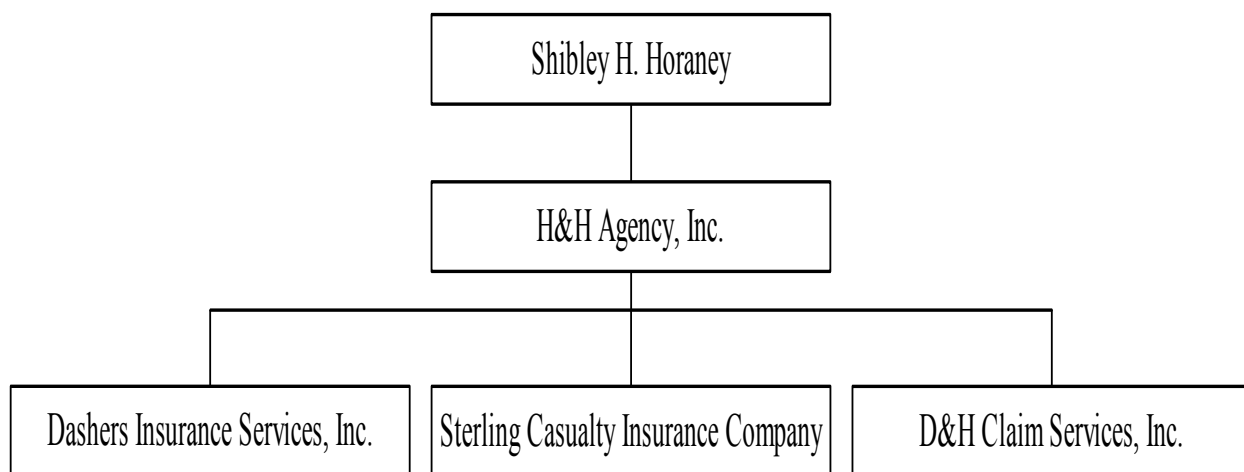 Shibley H. Horaney
H&H Agency, Inc.
Dashers Insurance Services, Inc.
Sterling Casualty Insurance Company
D&H Claim Services, Inc.